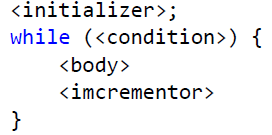 <initializer>;
while (<condition>) {
    <body>
    <imcrementor>
}